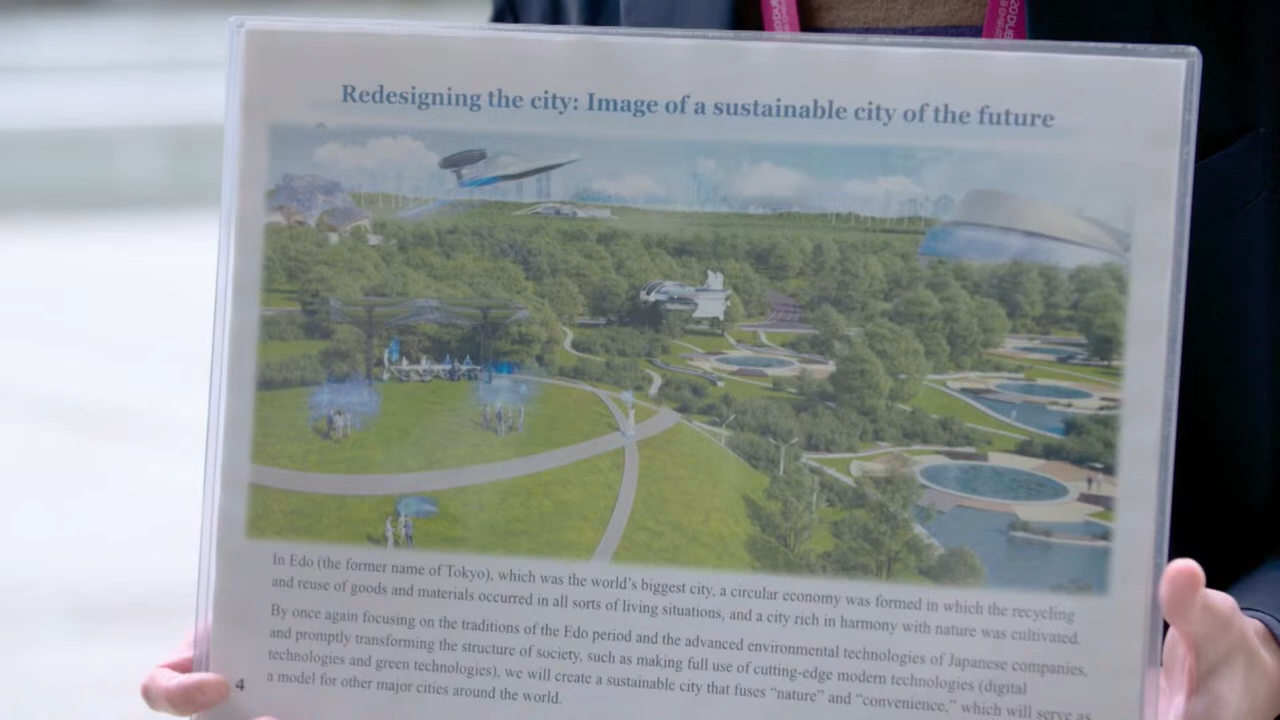 Redesigning the city: Image of a sustainable city of the future
In Edo (the former name of Tokyo), which was the world's biggest city, a circular economy was formed in which the recycling
and reuse of goods and materials occurred in all sorts of living situations, and a city rich in harmony with nature was cultivated.
By once again focusing on the traditions of the Edo period and the advanced environmental technologies of Japanese companies,
and promptly transforming the structure of society, such as making full use of cutting-edge modern technologies (digital
technologies and green technologies), we will create a sustainable city that fuses “nature” and “convenience,” which will serve as
a model for other major cities around the world.
4